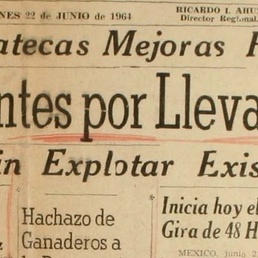 NES 22 de JUNIO de 1964
RICARDO I. AHU
Director Regional.
atecas Mejoras
ntes por Lleva
n Explotar Exis
Hachazo de
Ganaderos a
Inicia hoy el
Gira de 48 H
MEXICO, junio 2